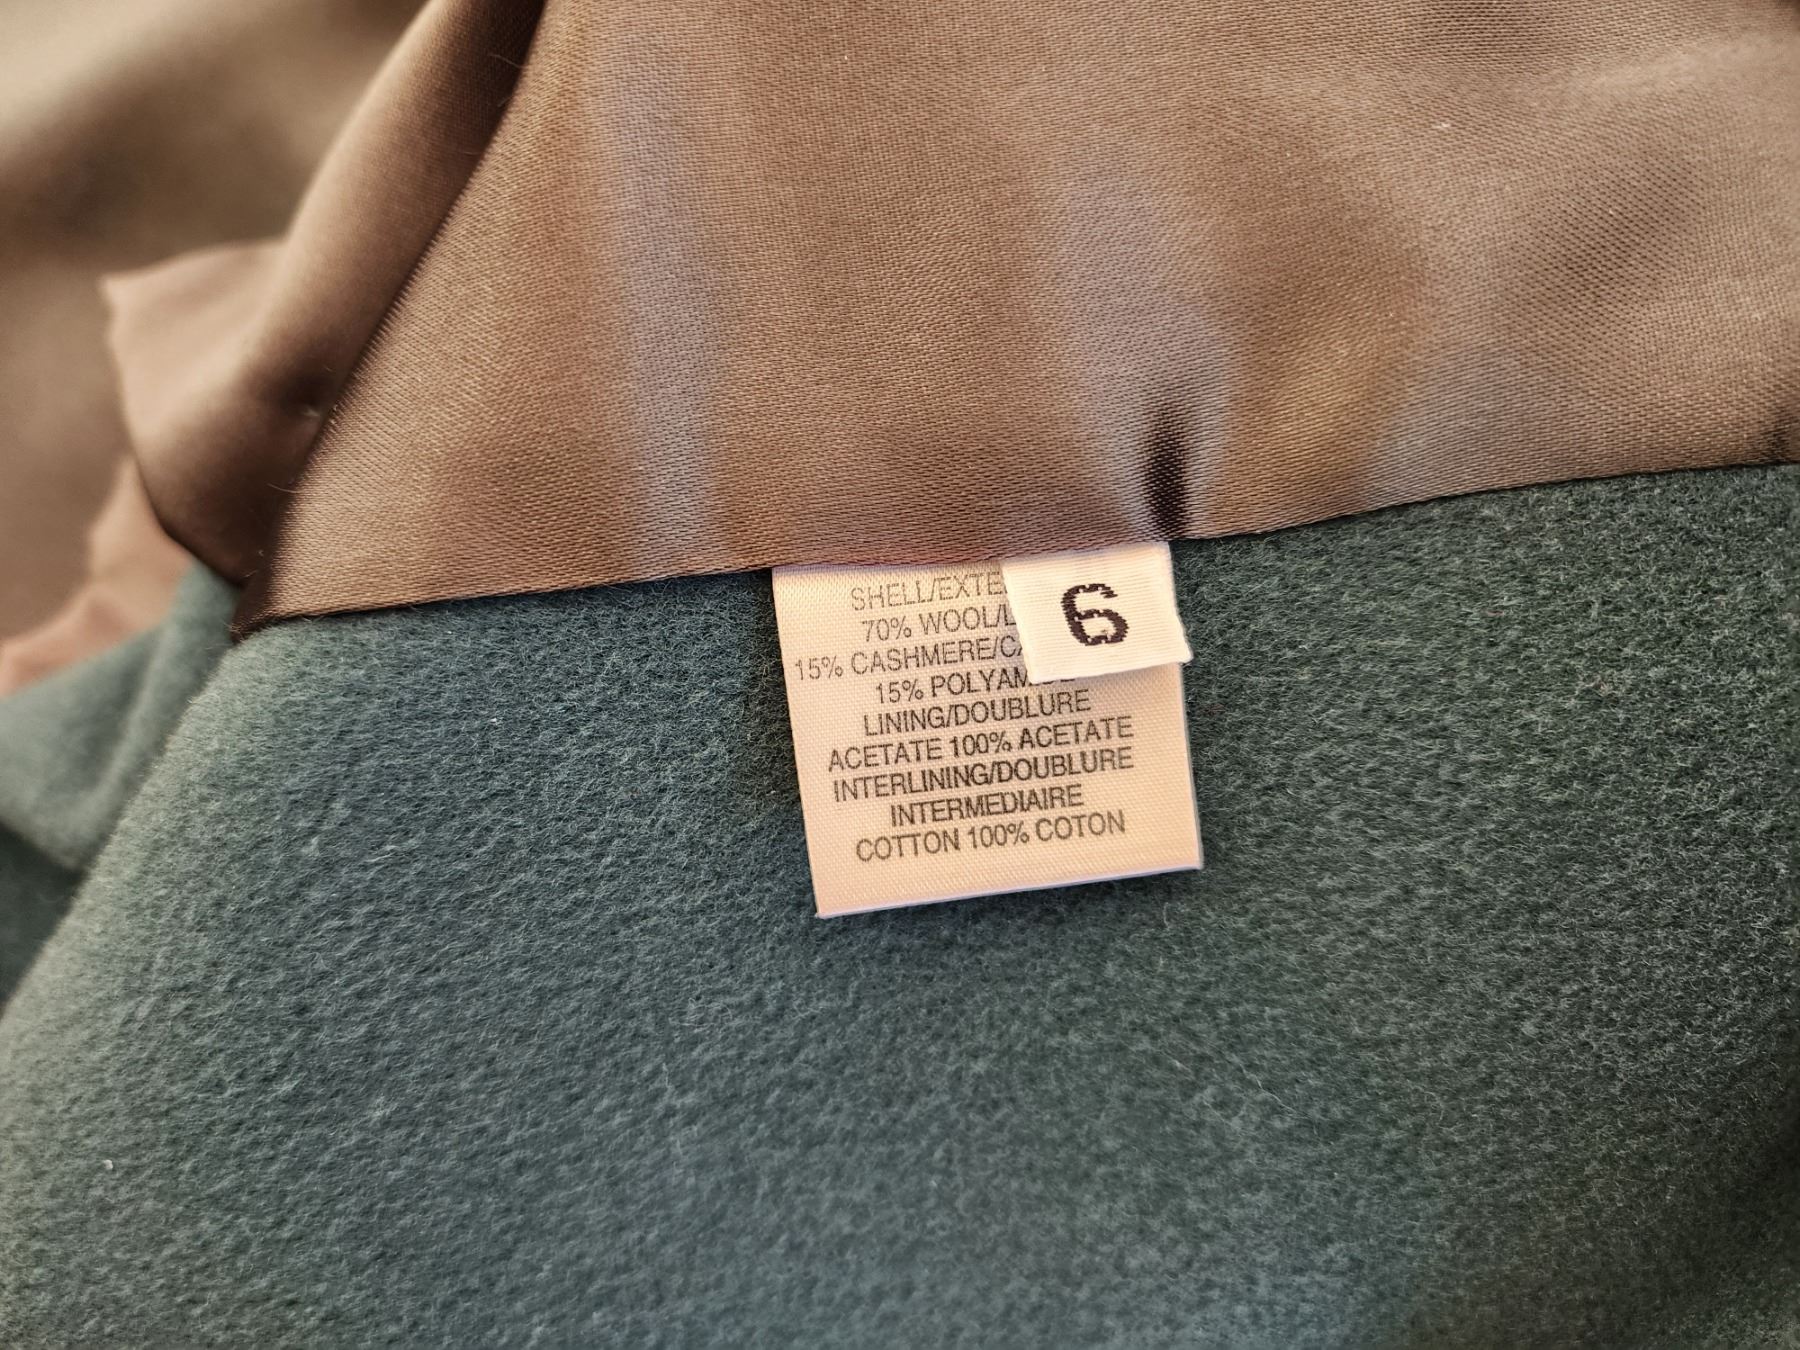 SHELL/EXTE
6
70% WOOL/L
15% CASHMERE/CA
15% POLYAMIDE
LINING/DOUBLURE
ACETATE 100% ACETATE
INTERLINING/DOUBLURE
INTERMEDIAIRE
COTTON 100% COTON